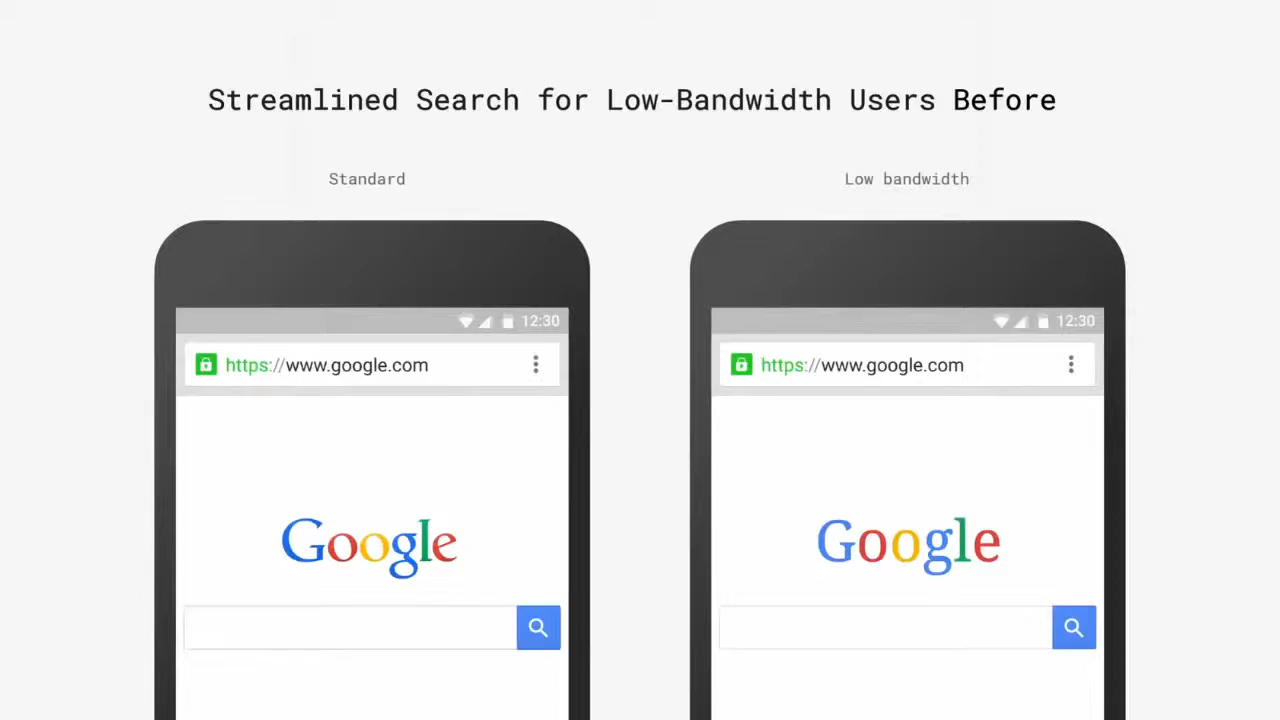 Streamlined Search for Low-Bandwidth Users Before
Standard
Low bandwidth
12:30
https://www.google.com
Google
12:30
https://www.google.com
Google